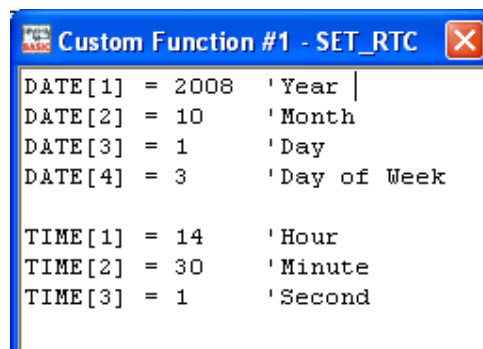 Custom Function #1 - SET_RTC
DATE[1] = 2008 'Year
DATE[2] = 10 'Month
DATE[3] = 1 'Day
DATE[4] = 3 'Day of Week
TIME[1] = 14 'Hour
TIME[2] = 30 'Minute
TIME[3] = 1 'Second